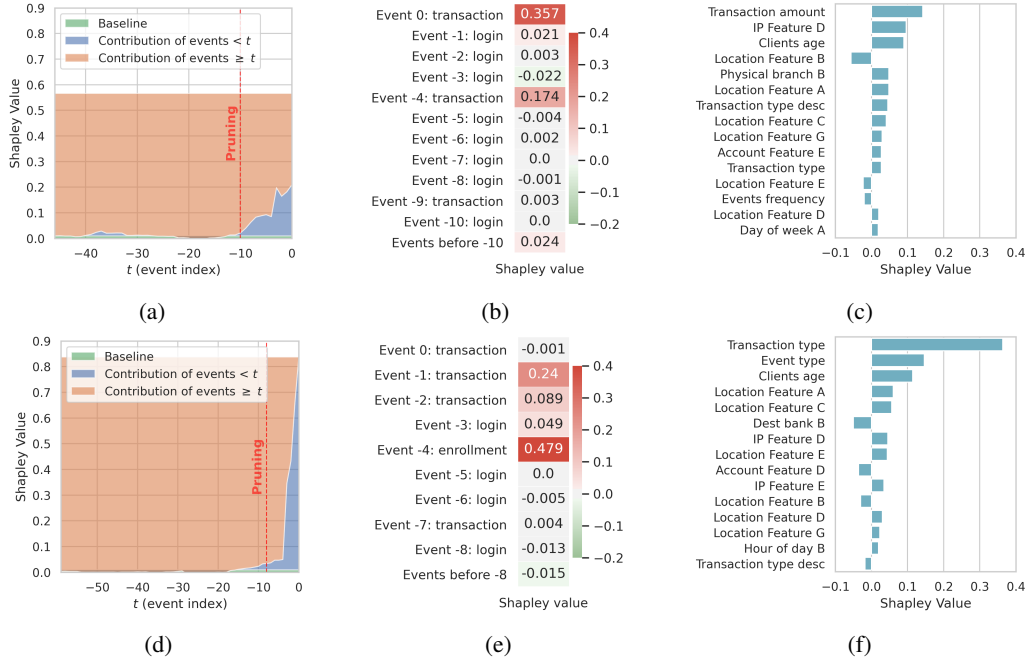 Baseline
Contribution of events < t
Contribution of events ≥ t
Pruning
Shapley Value
0.9
0.8
0.7
0.6
0.5
0.4
0.3
0.2
0.1
0.0
−40 −30 −20 −10 0
t (event index)
(a)
Event 0: transaction 0.357
Event -1: login 0.021
Event -2: login 0.003
Event -3: login -0.022
Event -4: transaction 0.174
Event -5: login -0.004
Event -6: login 0.002
Event -7: login 0.0
Event -8: login -0.001
Event -9: transaction 0.003
Event -10: login 0.0
Events before -10 0.024
Shapley value
0.4
0.3
0.2
0.1
0.0
−0.1
−0.2
(b)
Transaction amount
IP Feature D
Clients age
Location Feature B
Physical branch B
Location Feature A
Transaction type desc
Location Feature C
Location Feature G
Account Feature E
Transaction type
Location Feature E
Events frequency
Location Feature D
Day of week A
−0.1 0.0 0.1 0.2 0.3 0.4
Shapley Value
(c)
Baseline
Contribution of events < t
Contribution of events ≥ t
Pruning
Shapley Value
0.9
0.8
0.7
0.6
0.5
0.4
0.3
0.2
0.1
0.0
−50 −40 −30 −20 −10 0
t (event index)
(d)
Event 0: transaction -0.001
Event -1: transaction 0.24
Event -2: transaction 0.089
Event -3: login 0.049
Event -4: enrollment 0.479
Event -5: login 0.0
Event -6: login -0.005
Event -7: transaction 0.004
Event -8: login -0.013
Events before -8 -0.015
Shapley value
0.4
0.3
0.2
0.1
0.0
−0.1
−0.2
(e)
Transaction type
Event type
Clients age
Location Feature A
Location Feature C
Dest bank B
IP Feature D
Location Feature E
Account Feature D
IP Feature E
Location Feature B
Location Feature D
Location Feature G
Hour of day B
Transaction type desc
−0.1 0.0 0.1 0.2 0.3 0.4
Shapley Value
(f)